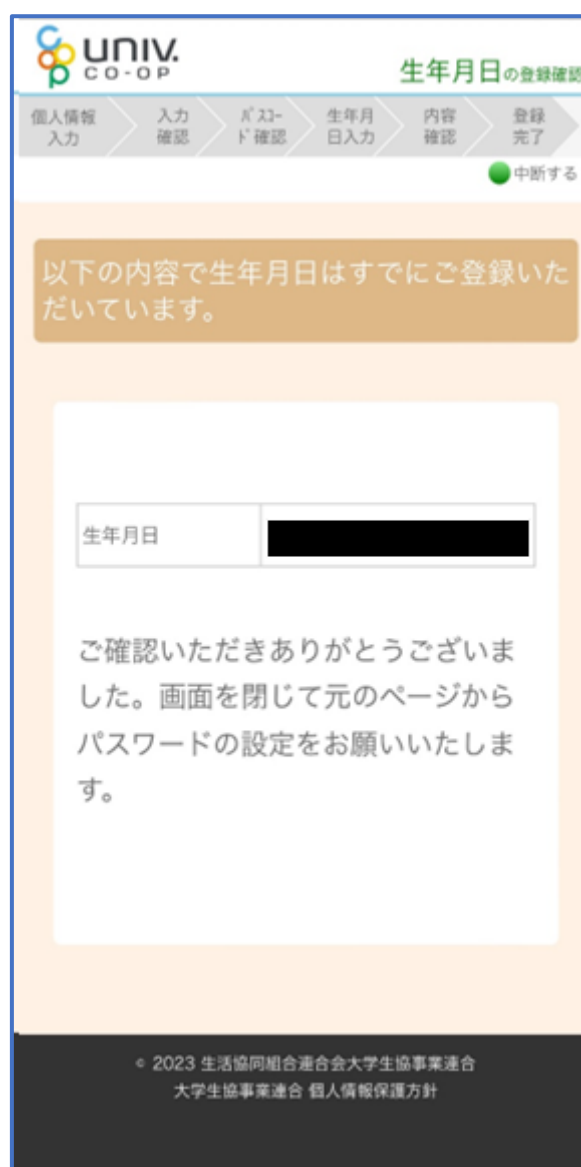 UNIV.
CO-OP
生年月日の登録確認
個人情報
入力
入力
確認
パスコー
ド確認
生年月
日入力
内容
確認
登録
完了
中断する
以下の内容で生年月日はすでにご登録いた
だいています。
生年月日
ご確認いただきありがとうございま
した。画面を閉じて元のページから
パスワードの設定をお願いいたしま
す。
© 2023 生活協同組合連合会大学生協事業連合
大学生協事業連合 個人情報保護方針